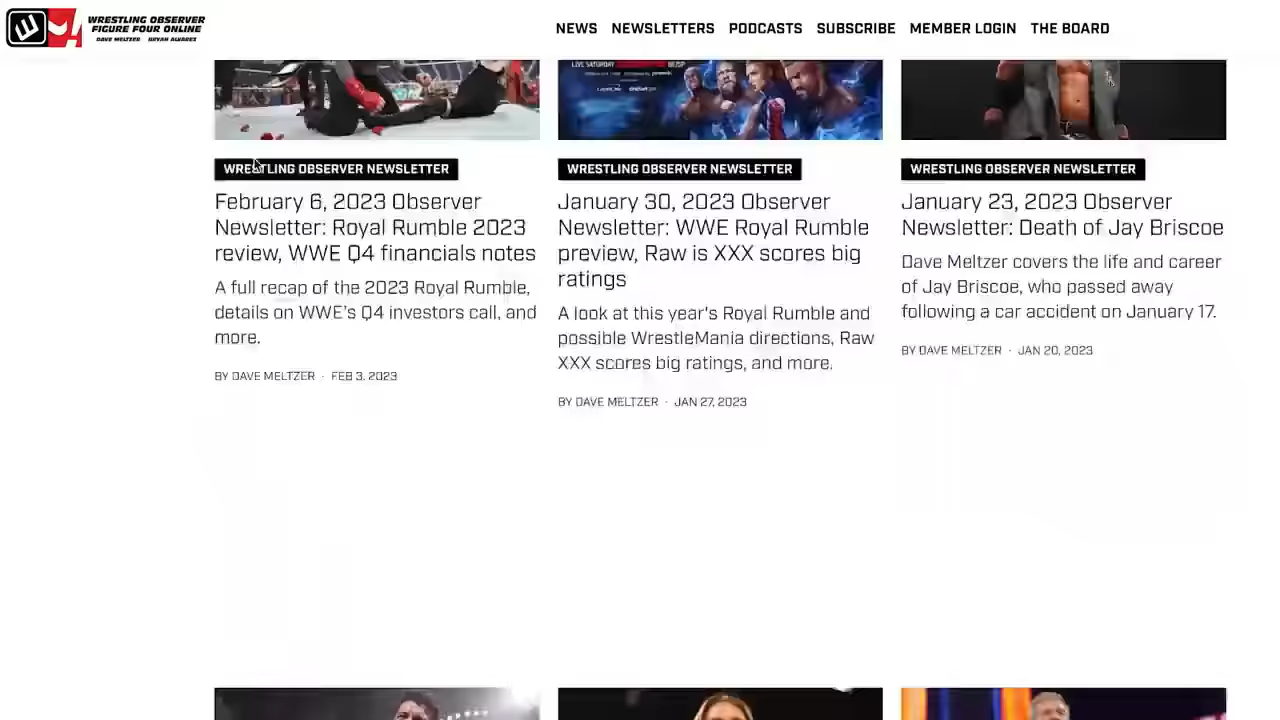 WRESTLING OBSERVER
FIGURE FOUR ONLINE
DAVE MELTZER BRYAN ALVAREZ
NEWS NEWSLETTERS PODCASTS SUBSCRIBE MEMBER LOGIN THE BOARD
LIVE SATURDAY
WRESTLING OBSERVER NEWSLETTER
February 6, 2023 Observer
Newsletter: Royal Rumble 2023
review, WWE Q4 financials notes
A full recap of the 2023 Royal Rumble,
details on WWE's Q4 investors call, and
more.
BY DAVE MELTZER · FEB 3, 2023
WRESTLING OBSERVER NEWSLETTER
January 30, 2023 Observer
Newsletter: WWE Royal Rumble
preview, Raw is XXX scores big
ratings
A look at this year's Royal Rumble and
possible WrestleMania directions, Raw
XXX scores big ratings, and more.
BY DAVE MELTZER · JAN 27, 2023
WRESTLING OBSERVER NEWSLETTER
January 23, 2023 Observer
Newsletter: Death of Jay Briscoe
Dave Meltzer covers the life and career
of Jay Briscoe, who passed away
following a car accident on January 17.
BY DAVE MELTZER · JAN 20, 2023